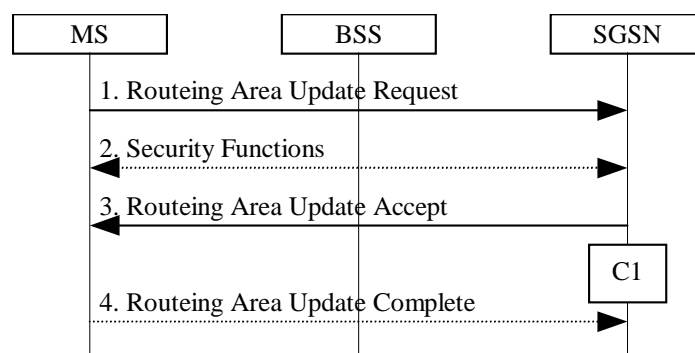 MS BSS SGSN
1. Routeing Area Update Request
2. Security Functions
3. Routeing Area Update Accept
C1
4. Routeing Area Update Complete